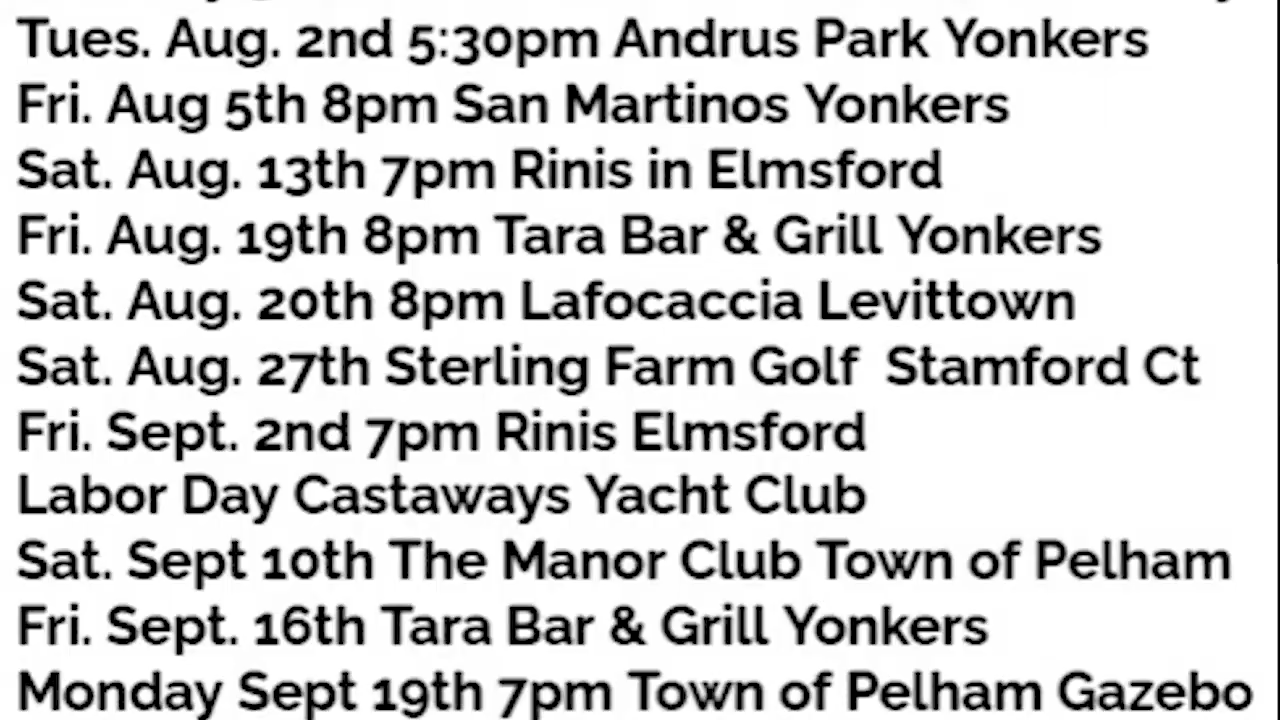 Tues. Aug. 2nd 5:30pm Andrus Park Yonkers
Fri. Aug 5th 8pm San Martinos Yonkers
Sat. Aug. 13th 7pm Rinis in Elmsford
Fri. Aug. 19th 8pm Tara Bar & Grill Yonkers
Sat. Aug. 20th 8pm Lafocaccia Levittown
Sat. Aug. 27th Sterling Farm Golf  Stamford Ct
Fri. Sept. 2nd 7pm Rinis Elmsford
Labor Day Castaways Yacht Club
Sat. Sept 10th The Manor Club Town of Pelham
Fri. Sept. 16th Tara Bar & Grill Yonkers
Monday Sept 19th 7pm Town of Pelham Gazebo